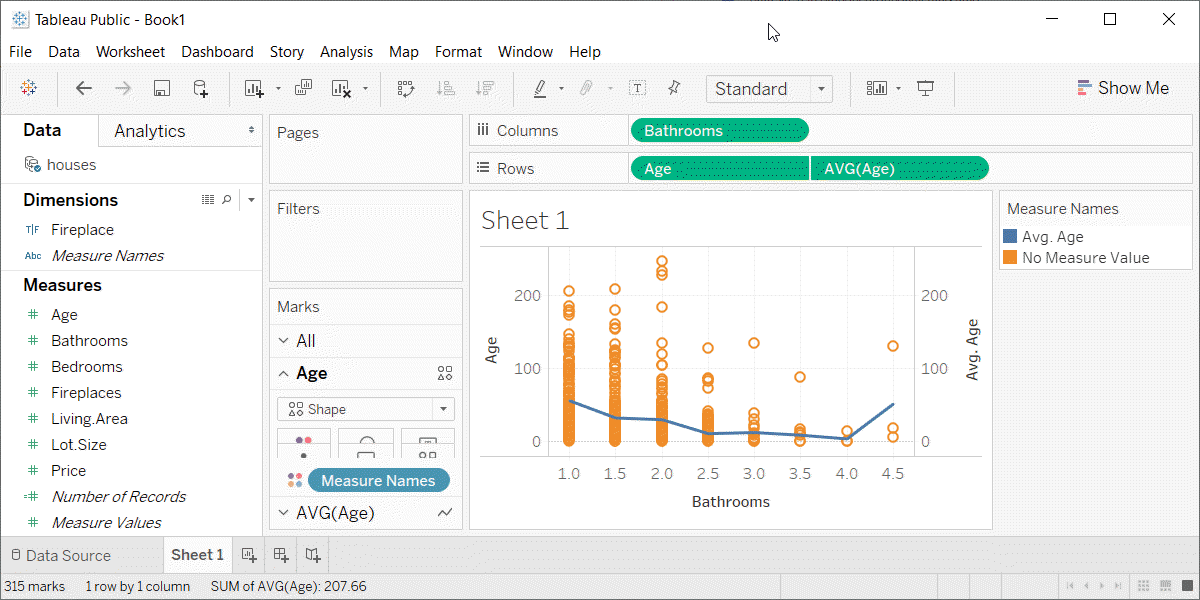 Tableau Public - Book1
File Data Worksheet Dashboard Story Analysis Map Format Window Help
Standard
Show Me
Data Analytics
houses
Dimensions
T|F Fireplace
Abc Measure Names
Measures
Age
Bathrooms
Bedrooms
Fireplaces
Living.Area
Lot.Size
Price
Number of Records
Measure Values
Pages
Filters
Marks
All
Age
Shape
Measure Names
AVG(Age)
Columns Bathrooms
Rows Age AVG(Age)
Sheet 1
200 200
100 100
0 0
Age
Avg. Age
1.0 1.5 2.0 2.5 3.0 3.5 4.0 4.5
Bathrooms
Measure Names
Avg. Age
No Measure Value
Data Source Sheet 1
315 marks 1 row by 1 column SUM of AVG(Age): 207.66